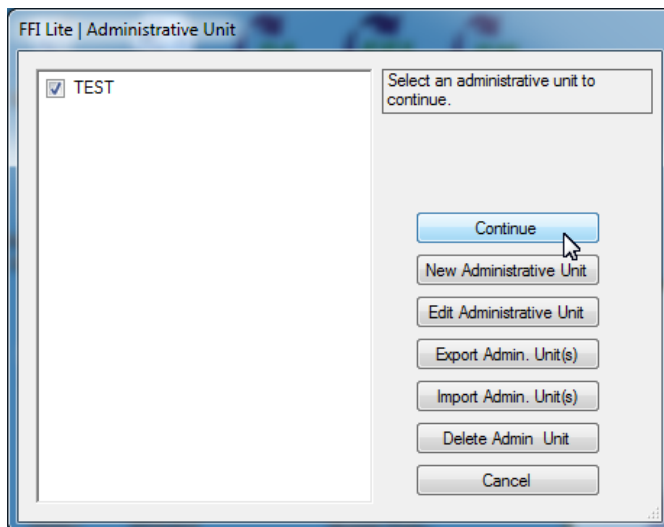 FFI Lite | Administrative Unit
TEST
Select an administrative unit to
continue.
Continue
New Administrative Unit
Edit Administrative Unit
Export Admin. Unit(s)
Import Admin. Unit(s)
Delete Admin Unit
Cancel